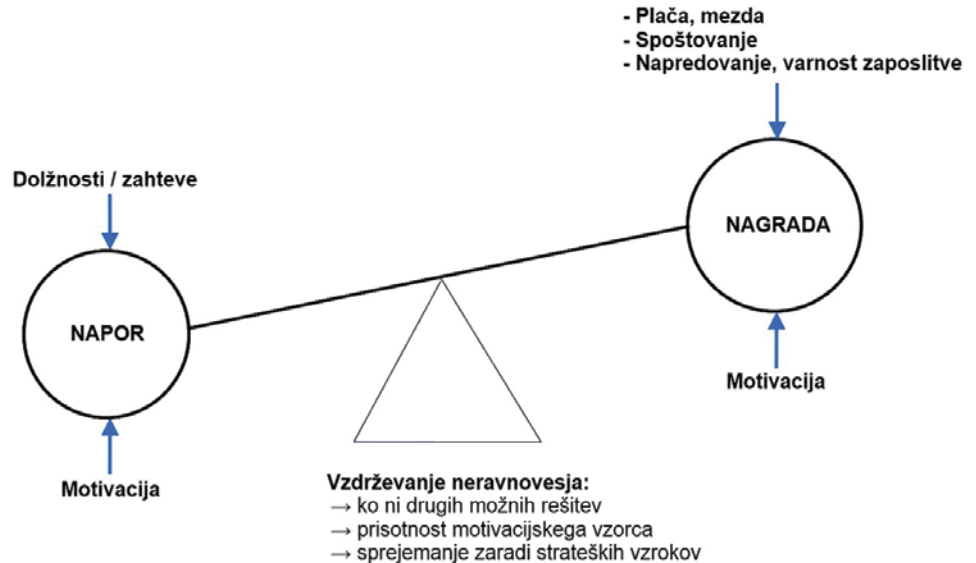 - Plača, mezda
- Spoštovanje
- Napredovanje, varnost zaposlitve
Dolžnosti / zahteve
NAGRADA
NAPOR
Motivacija
Motivacija
Vzdrževanje neravnovesja:
→ ko ni drugih možnih rešitev
→ prisotnost motivacijskega vzorca
→ sprejemanje zaradi strateških vzrokov